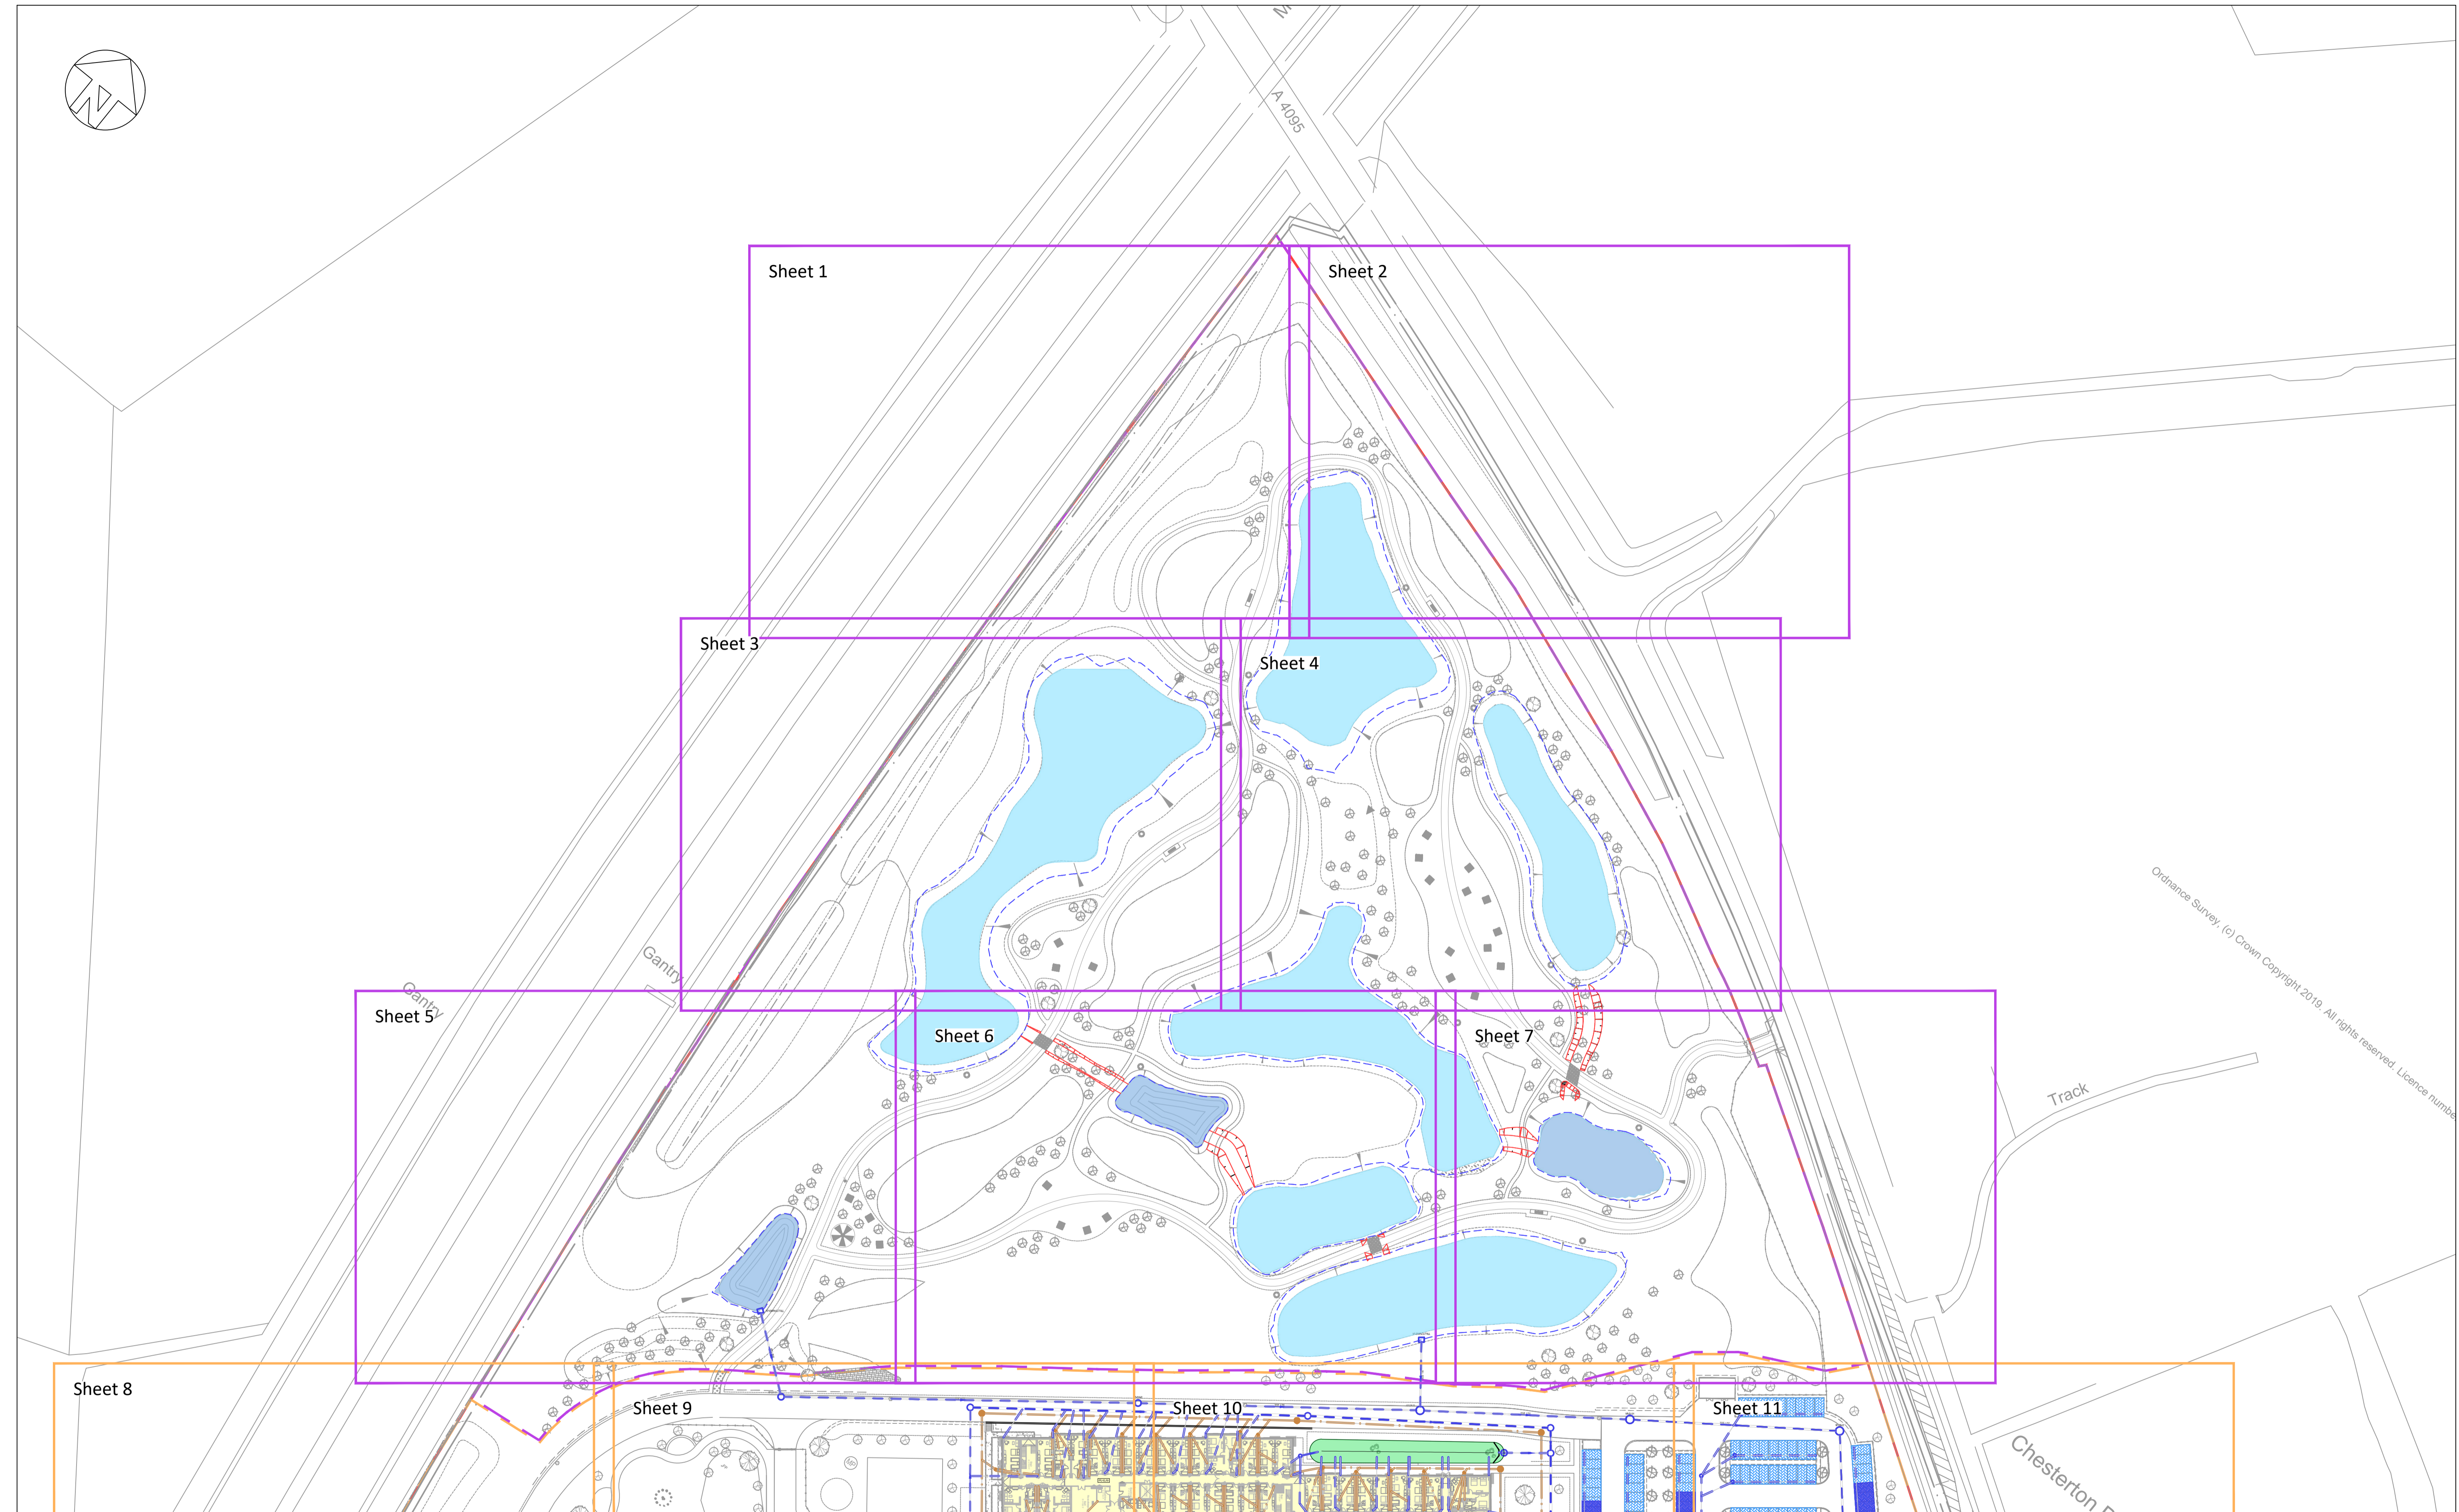 N
A 4095
Sheet 1
Sheet 2
Sheet 3
Sheet 4
Ordnance Survey, (c) Crown Copyright 2019. All rights reserved. Licence
Gantry
Gantry
Sheet 5
Sheet 6
Sheet 7
Track
Sheet 8
Sheet 9
Sheet 10
Sheet 11
Chesterton